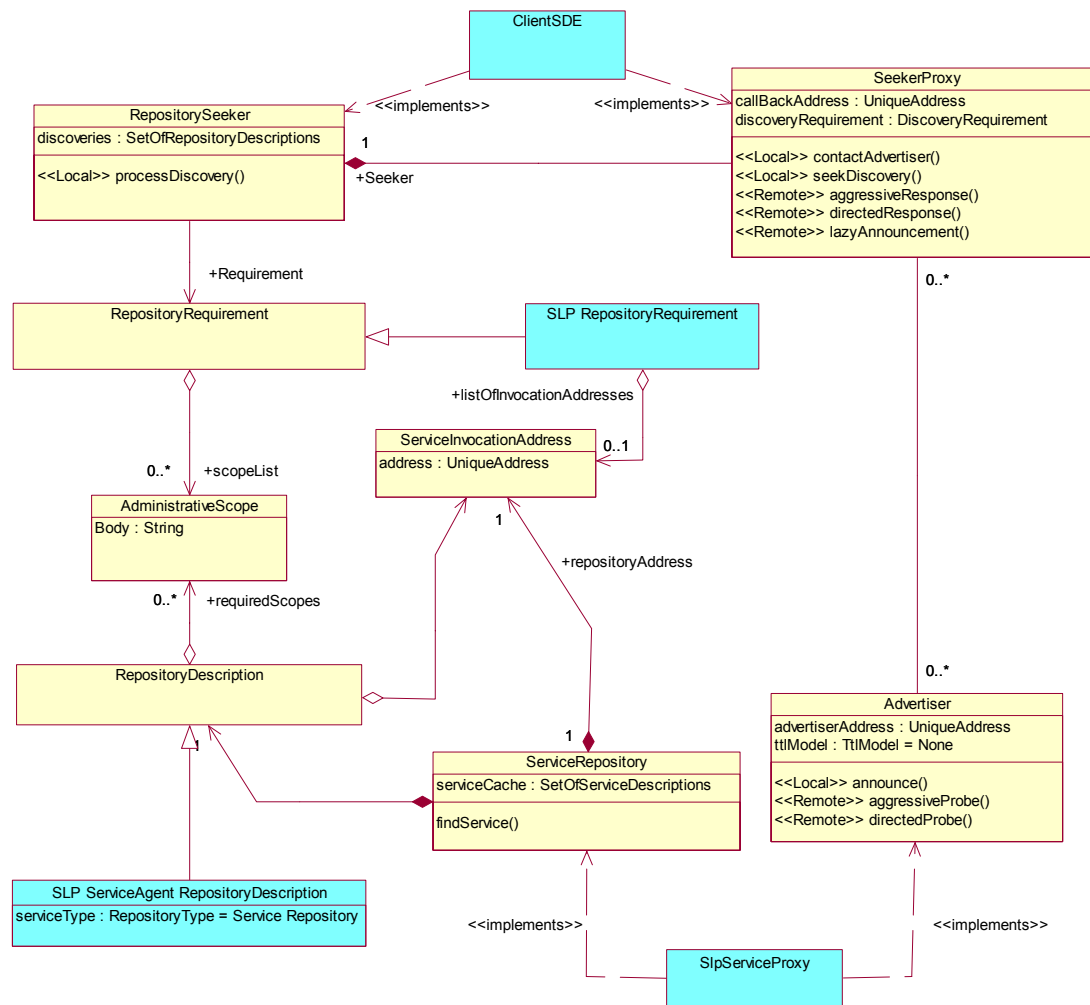 ClientSDE
<<implements>>
<<implements>>
SeekerProxy
callBackAddress : UniqueAddress
discoveryRequirement : DiscoveryRequirement
<<Local>> contactAdvertiser()
<<Local>> seekDiscovery()
<<Remote>> aggressiveResponse()
<<Remote>> directedResponse()
<<Remote>> lazyAnnouncement()
RepositorySeeker
discoveries : SetOfRepositoryDescriptions
<<Local>> processDiscovery()
1
+Seeker
+Requirement
0..*
RepositoryRequirement
SLP RepositoryRequirement
+listOfInvocationAddresses
0..1
ServiceInvocationAddress
address : UniqueAddress
0..*
+scopeList
AdministrativeScope
Body : String
1
+repositoryAddress
0..*
+requiredScopes
RepositoryDescription
0..*
Advertiser
advertiserAddress : UniqueAddress
ttlModel : TtlModel = None
<<Local>> announce()
<<Remote>> aggressiveProbe()
<<Remote>> directedProbe()
1
1
ServiceRepository
serviceCache : SetOfServiceDescriptions
findService()
SLP ServiceAgent RepositoryDescription
serviceType : RepositoryType = Service Repository
<<implements>>
<<implements>>
SlpServiceProxy